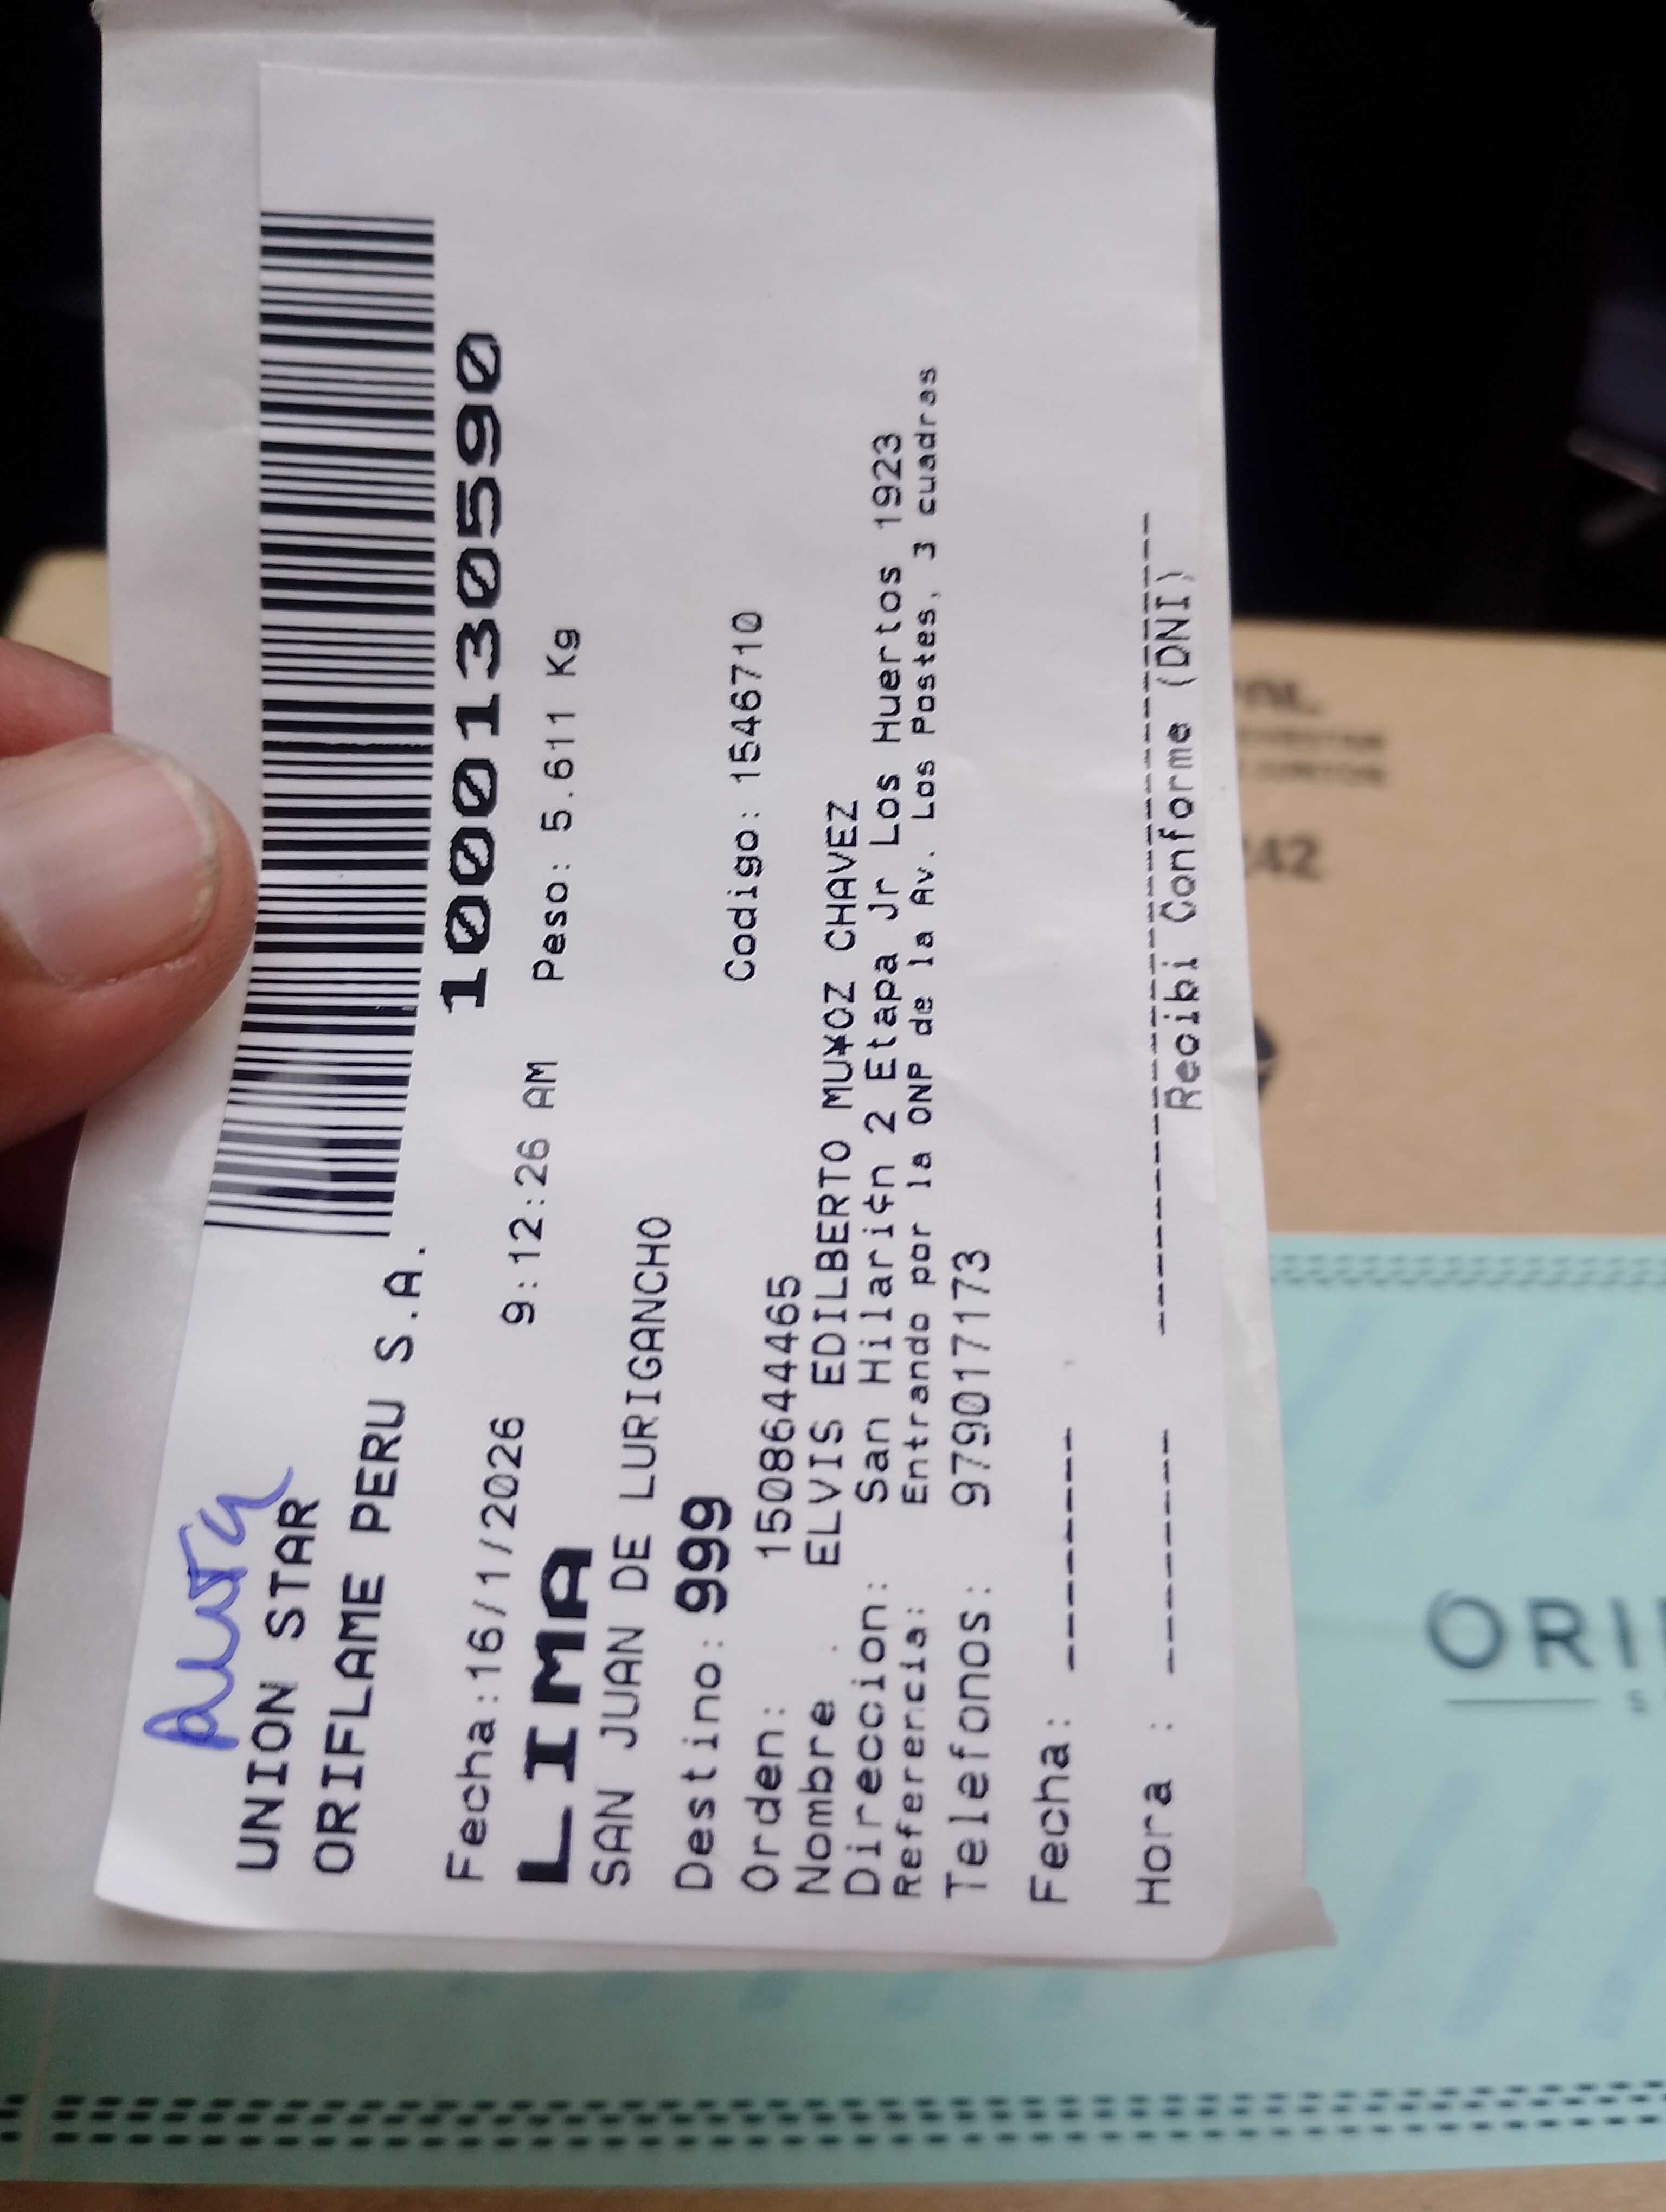 UNION STAR
ORIFLAME PERU S.A.
1000130590
Fecha:16/1/2026 9:12:26 AM Peso: 5.611 Kg
LIMA
SAN JUAN DE LURIGANCHO
Destino: 999 Codigo: 1546710
Orden: 150864465
Nombre : ELVIS EDILBERTO MU¥OZ CHAVEZ
Direccion: San Hilari¢n 2 Etapa Jr Los Huertos 1923
Referencia: Entrando por la ONP de la Av. Los Postes, 3 cuadras
Telefonos: 979017173
Fecha: --------
Hora : --------
Recibi Conforme (DNI)
242
ORI